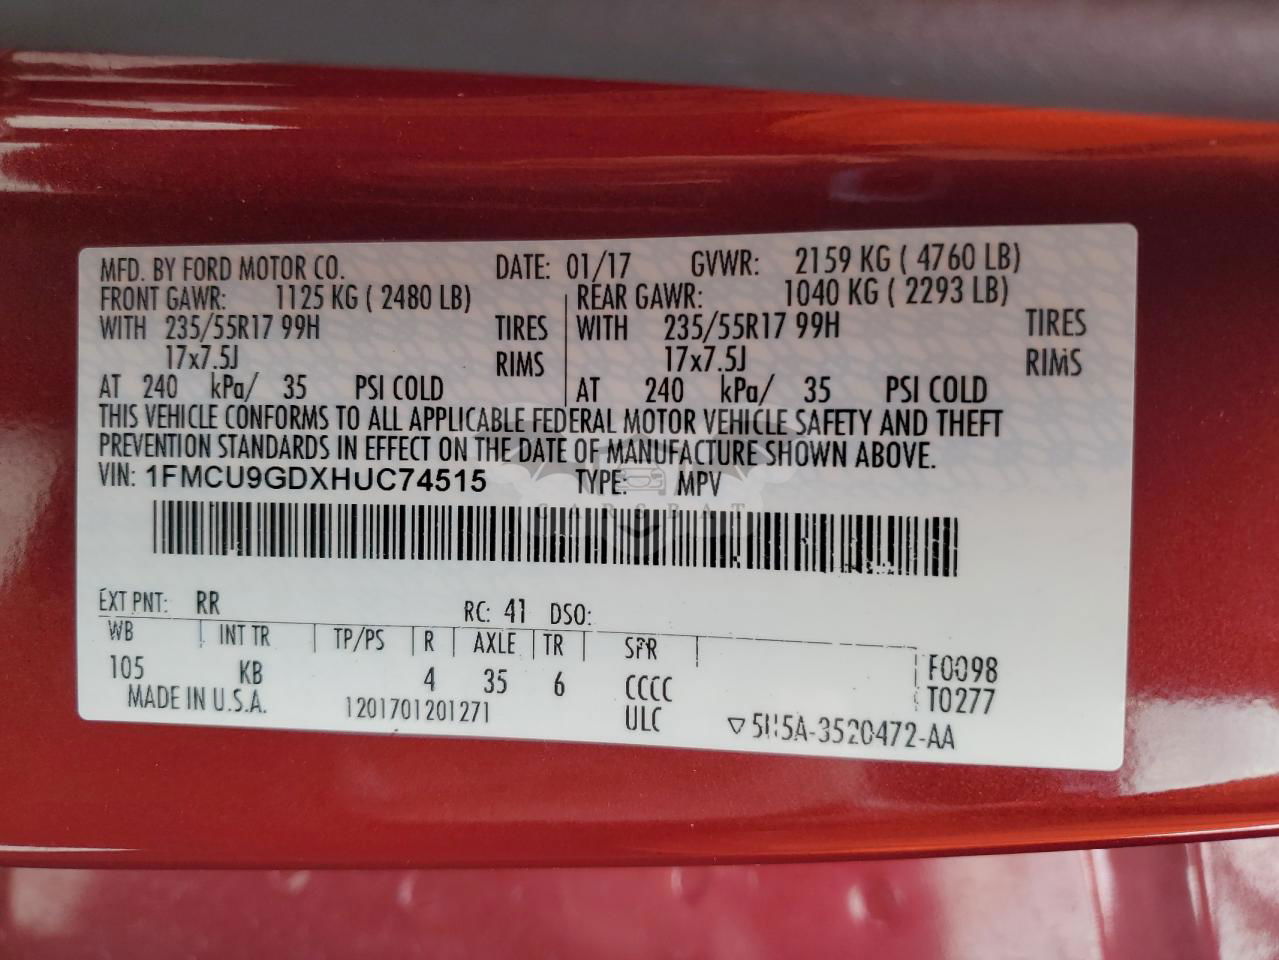 MFD. BY FORD MOTOR CO. DATE: 01/17 GVWR: 2159 KG ( 4760 LB)
FRONT GAWR: 1125 KG ( 2480 LB) REAR GAWR: 1040 KG ( 2293 LB)
WITH 235/55R17 99H TIRES WITH 235/55R17 99H TIRES
17x7.5J RIMS 17x7.5J RIMS
AT 240 kPa/ 35 PSI COLD AT 240 kPa/ 35 PSI COLD
THIS VEHICLE CONFORMS TO ALL APPLICABLE FEDERAL MOTOR VEHICLE SAFETY AND THEFT
PREVENTION STANDARDS IN EFFECT ON THE DATE OF MANUFACTURE SHOWN ABOVE.
VIN: 1FMCU9GDXHUC74515 TYPE: MPV
CARSBAT
EXT PNT: RR RC: 41 DSO:
WB INT TR TP/PS R AXLE TR SPR
105 KB 4 35 6 CCCC F0098
MADE IN U.S.A. 1201701201271 ULC T0277
▽ -3520472-AA